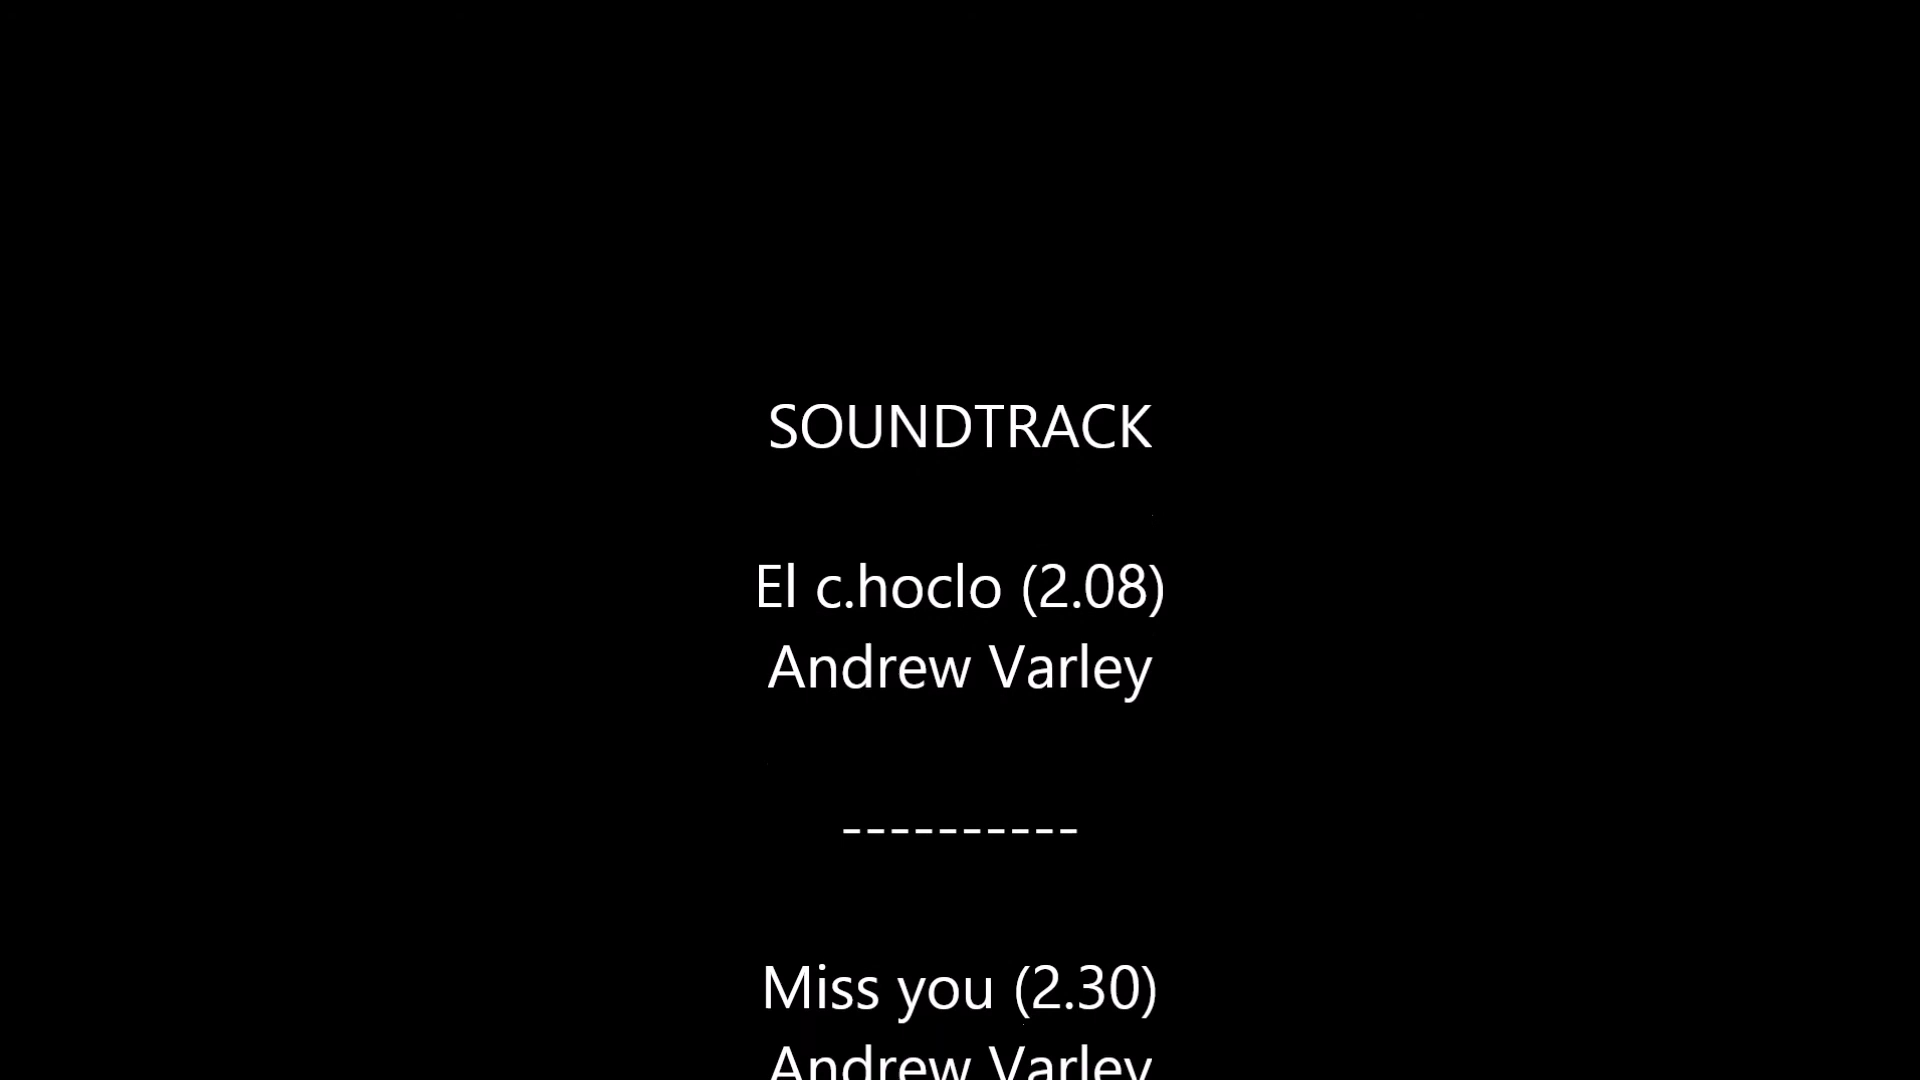 SOUNDTRACK
El c.hoclo (2.08)
Andrew Varley
----------
Miss you (2.30)
Andrew Varley